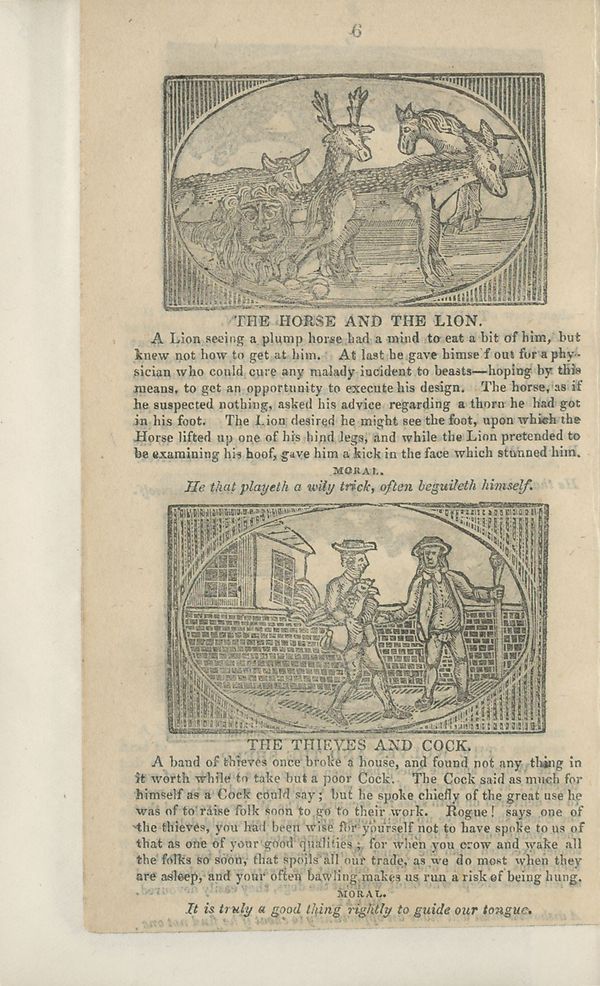 6
THE HORSE AND THE LION.
A Lion seeing a plump horse had a mind to eat a bit of him, but
knew not how to get at him. At last he gave himse f out for a phy-
sician who could cure any malady incident to beasts—hoping by this
means, to get an opportunity to execute his design. The horse, as if
he suspected nothing, asked his advice regarding a thorn he had got
in his foot. The Lion desired he might see the foot, upon which the
Horse lifted up one of his hind legs, and while the Lion pretended to
be examining his hoof, gave him a kick in the face which stunned him.
MORAL.
He that playeth a wily trick, often beguileth himself.
THE THIEVES AND COCK.
A band of thieves once broke a house, and found not any thing in
it worth while to take but a poor Cock. The Cock said as much for
himself as a Cock could say; but he spoke chiefly of the great use he
was of to raise folk soon to go to their work. Rogue! says one of
the thieves, you had been wise for yourself not to have spoke to us of
that as one of your good qualities; for when you crow and wake all
the folks so soon, that spoils all our trade, as we do most when they
are asleep, and your often bawling makes us run a risk of being hung.
MORAL.
It is truly a good thing rightly to guide our tongue.